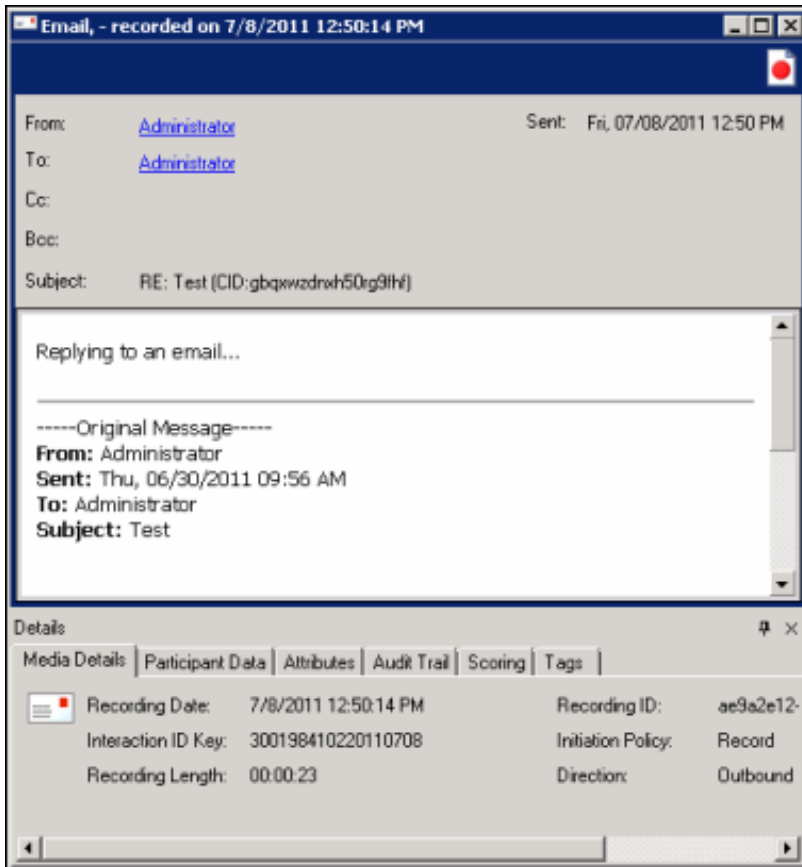 Email, - recorded on 7/8/2011 12:50:14 PM
From: Administrator Sent: Fri, 07/08/2011 12:50 PM
To: Administrator
Cc:
Bcc:
Subject: RE: Test (CID:gbqxwzdrwh50rg9fhf)
Replying to an email...
-----Original Message-----
From: Administrator
Sent: Thu, 06/30/2011 09:56 AM
To: Administrator
Subject: Test
Details
Media Details Participant Data Attributes Audit Trail Scoring Tags
Recording Date: 7/8/2011 12:50:14 PM Recording ID: ae9a2e12-
Interaction ID Key: 300198410220110708 Initiation Policy: Record
Recording Length: 00:00:23 Direction: Outbound